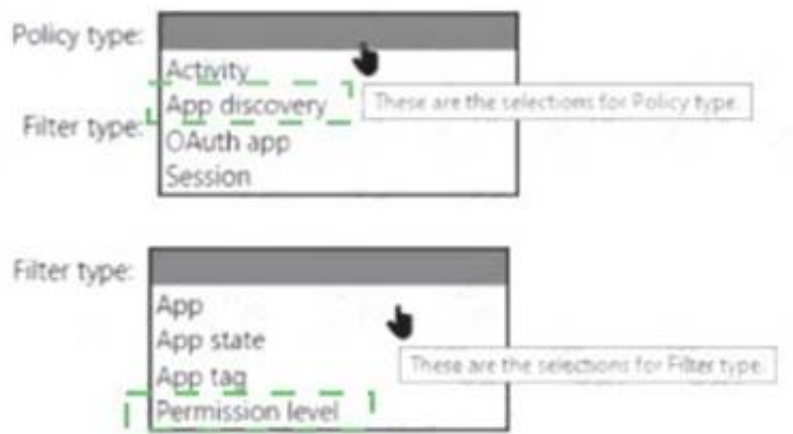 Policy type:
Activity
App discovery
These are the selections for Policy type.
Filter type:
OAuth app
Session
Filter type:
App
App state
These are the selections for Filter type.
App tag
Permission level